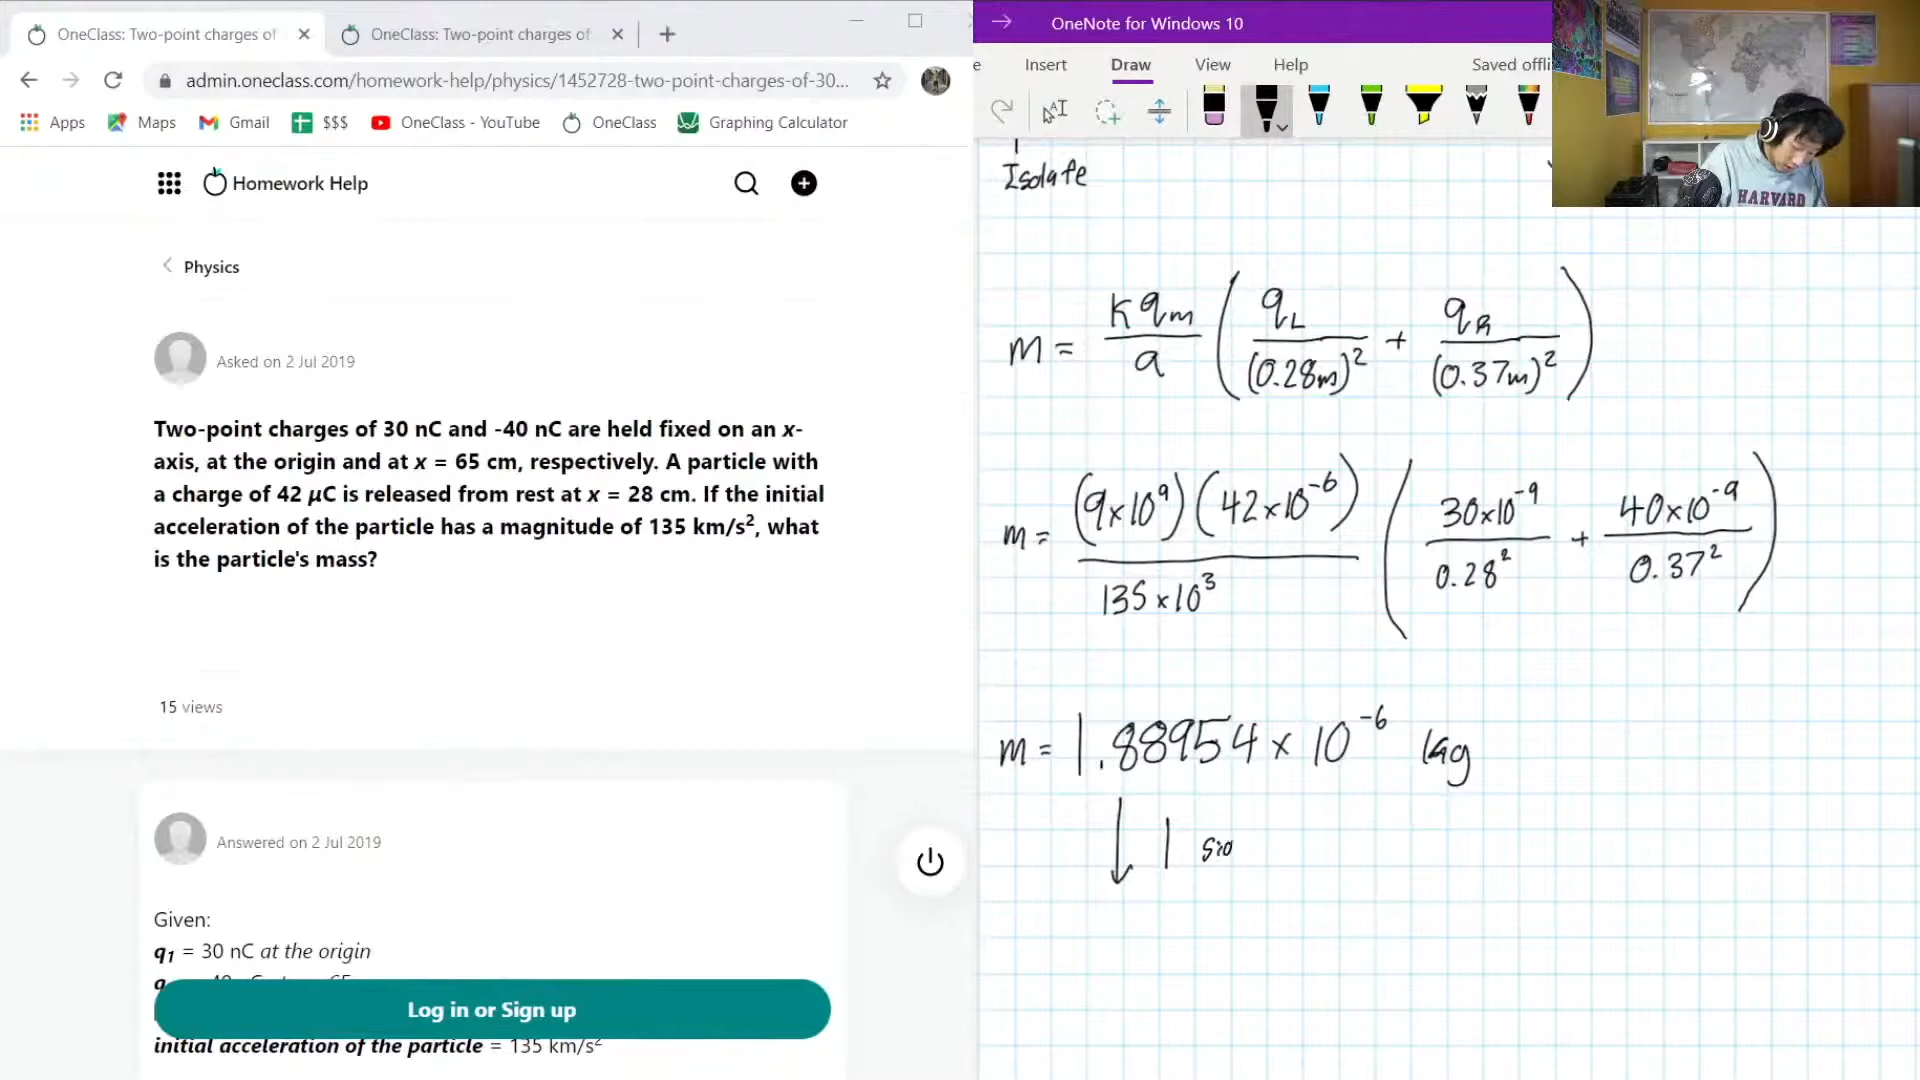 OneClass: Two-point charges of
OneClass: Two-point charges of
admin.oneclass.com/homework-help/physics/1452728-two-point-charges-of-30...
Apps Maps Gmail $$$ OneClass - YouTube OneClass Graphing Calculator
Homework Help
Physics
Asked on 2 Jul 2019
Two-point charges of 30 nC and -40 nC are held fixed on an x-
axis, at the origin and at x = 65 cm, respectively. A particle with
a charge of 42 μC is released from rest at x = 28 cm. If the initial
acceleration of the particle has a magnitude of 135 km/s², what
is the particle's mass?
15 views
Answered on 2 Jul 2019
Given:
q₁ = 30 nC at the origin
Log in or Sign up
initial acceleration of the particle = 135 km/s²
OneNote for Windows 10
Insert Draw View Help Saved offli
Isolate
m = K qm / a ( qL / (0.28m)² + qR / (0.37m)² )
m = (9×10⁹)(42×10⁻⁶) / 135×10³ ( 30×10⁻⁹ / 0.28² + 40×10⁻⁹ / 0.37² )
m = 1.88954 × 10⁻⁶ kg
↓ 1 sig
HARVARD